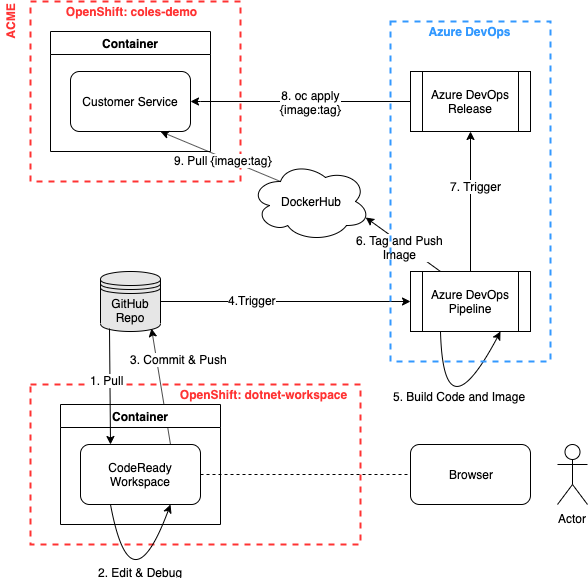 ACME
OpenShift: coles-demo
Container
Customer Service
Azure DevOps
Azure DevOps
Release
8. oc apply
{image:tag}
9. Pull {image:tag}
DockerHub
7. Trigger
6. Tag and Push
Image
GitHub
Repo
4.Trigger
Azure DevOps
Pipeline
3. Commit & Push
1. Pull
5. Build Code and Image
OpenShift: dotnet-workspace
Container
CodeReady
Workspace
Browser
Actor
2. Edit & Debug